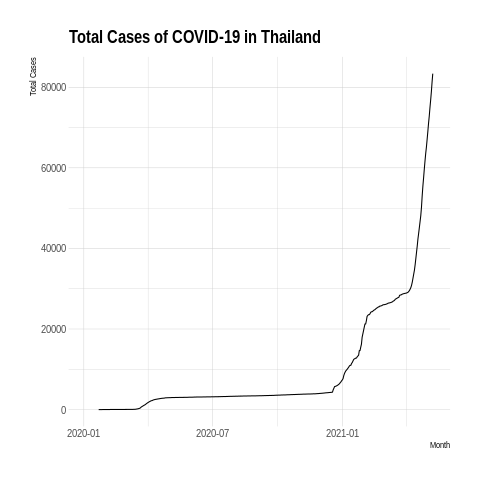 Total Cases of COVID-19 in Thailand
Total Cases
80000
60000
40000
20000
0
2020-01 2020-07 2021-01
Month